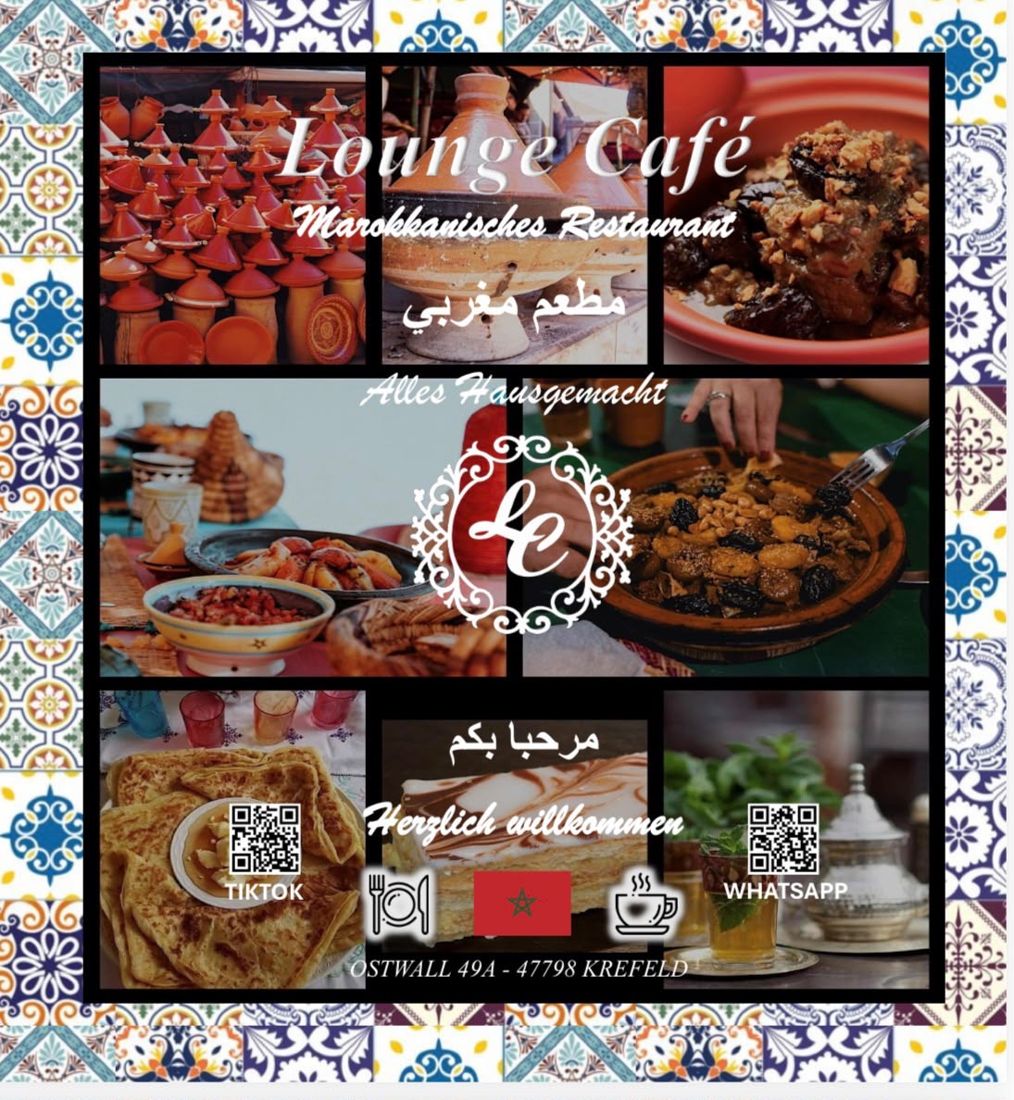 Lounge Café
Marokkanisches Restaurant
مطعم مغربي
Alles Hausgemacht
LC
مرحبا بكم
Herzlich willkommen
TIKTOK
WHATSAPP
OSTWALL 49A - 47798 KREFELD